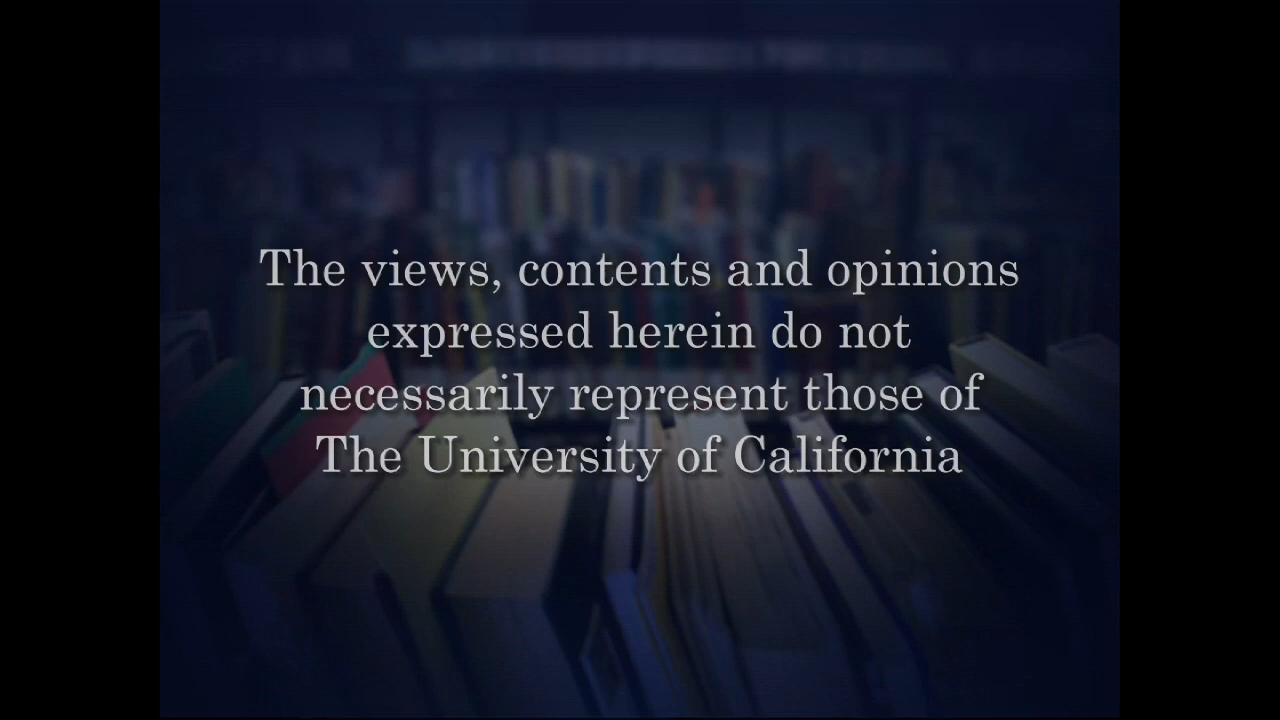 The views, contents and opinions
expressed herein do not
necessarily represent those of
The University of California